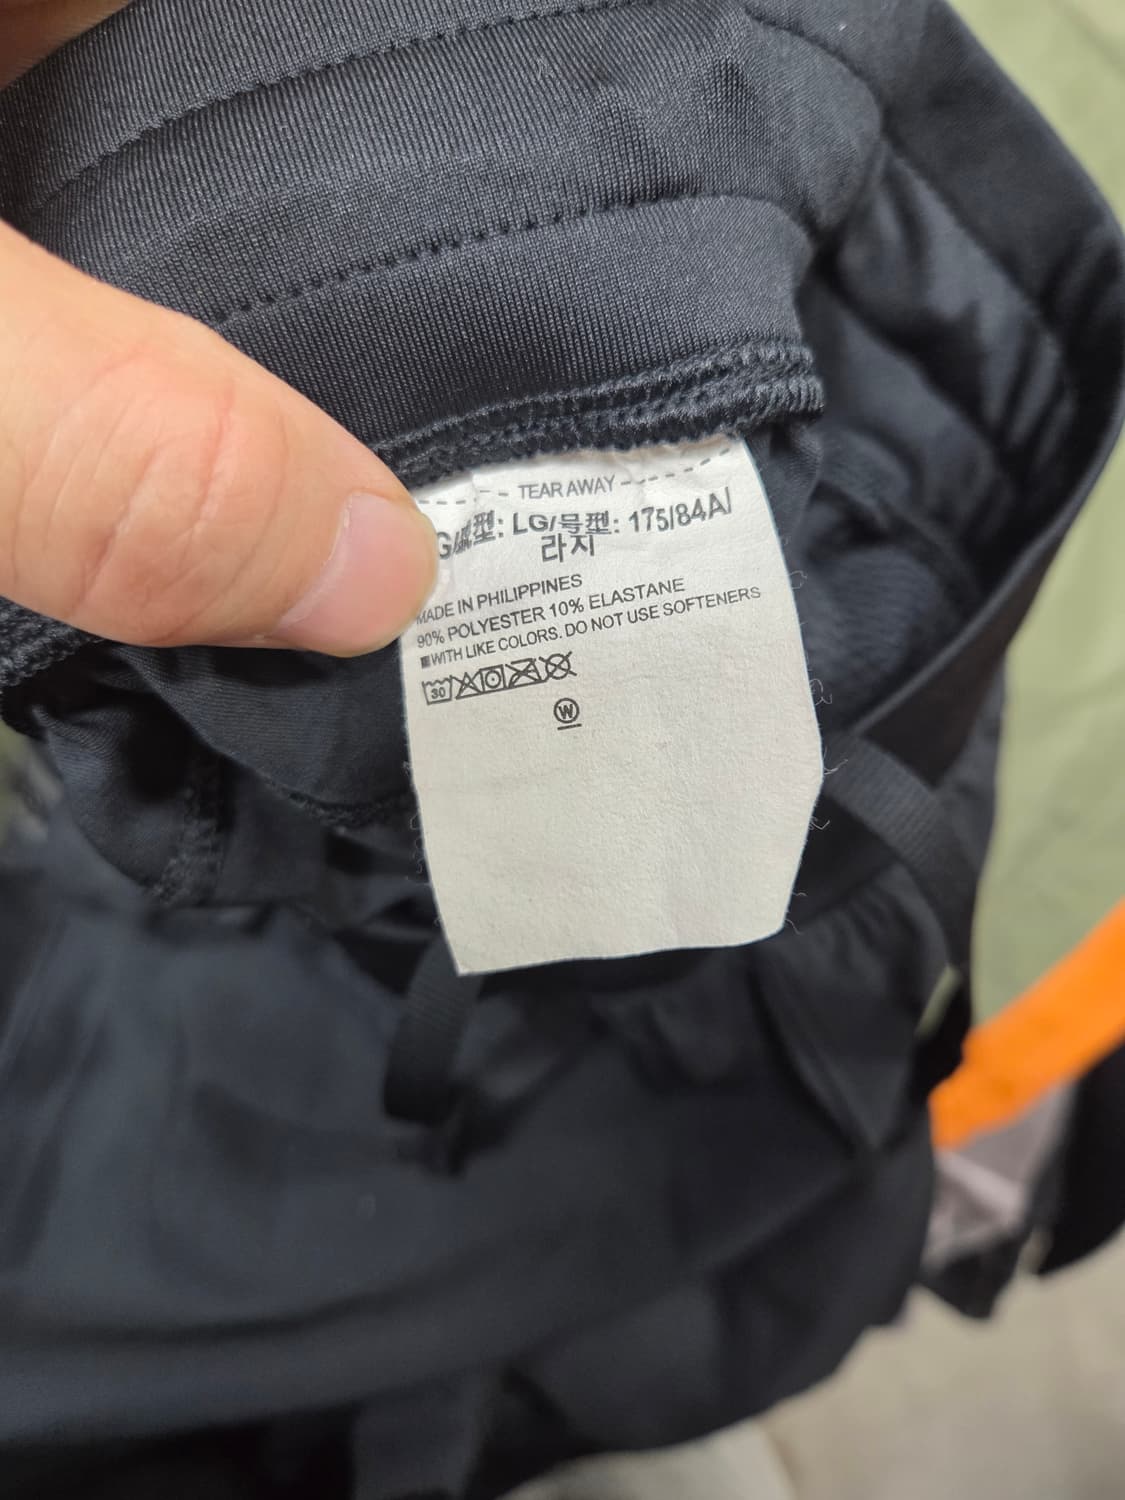 TEAR AWAY
型: LG/号型: 175/84A/
라지
MADE IN PHILIPPINES
90% POLYESTER 10% ELASTANE
WITH LIKE COLORS. DO NOT USE SOFTENERS
30
W